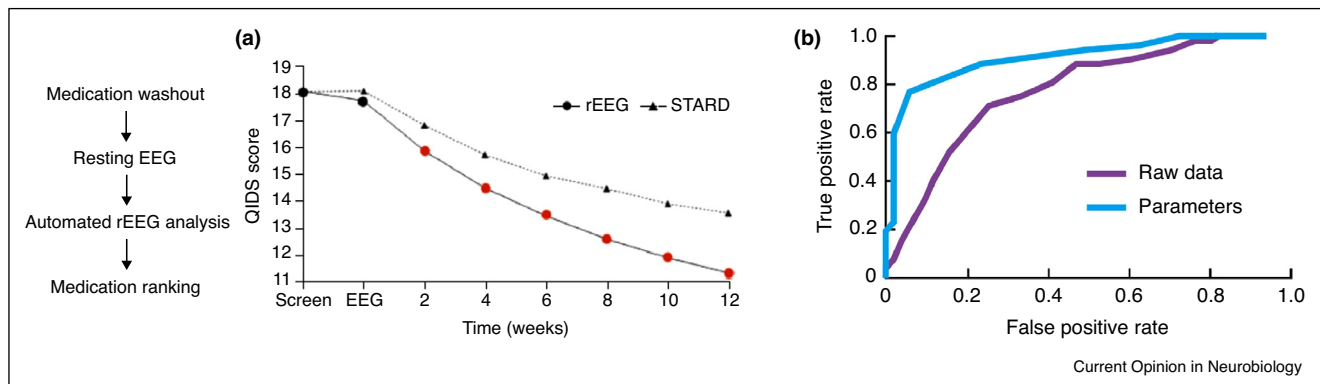 Medication washout
Resting EEG
Automated rEEG analysis
Medication ranking
(a)
19
18
17
16
15
14
13
12
11
QIDS score
rEEG
STARD
Screen EEG 2 4 6 8 10 12
Time (weeks)
(b)
1.0
0.8
0.6
0.4
0.2
0
True positive rate
Raw data
Parameters
0 0.2 0.4 0.6 0.8 1.0
False positive rate
Current Opinion in Neurobiology